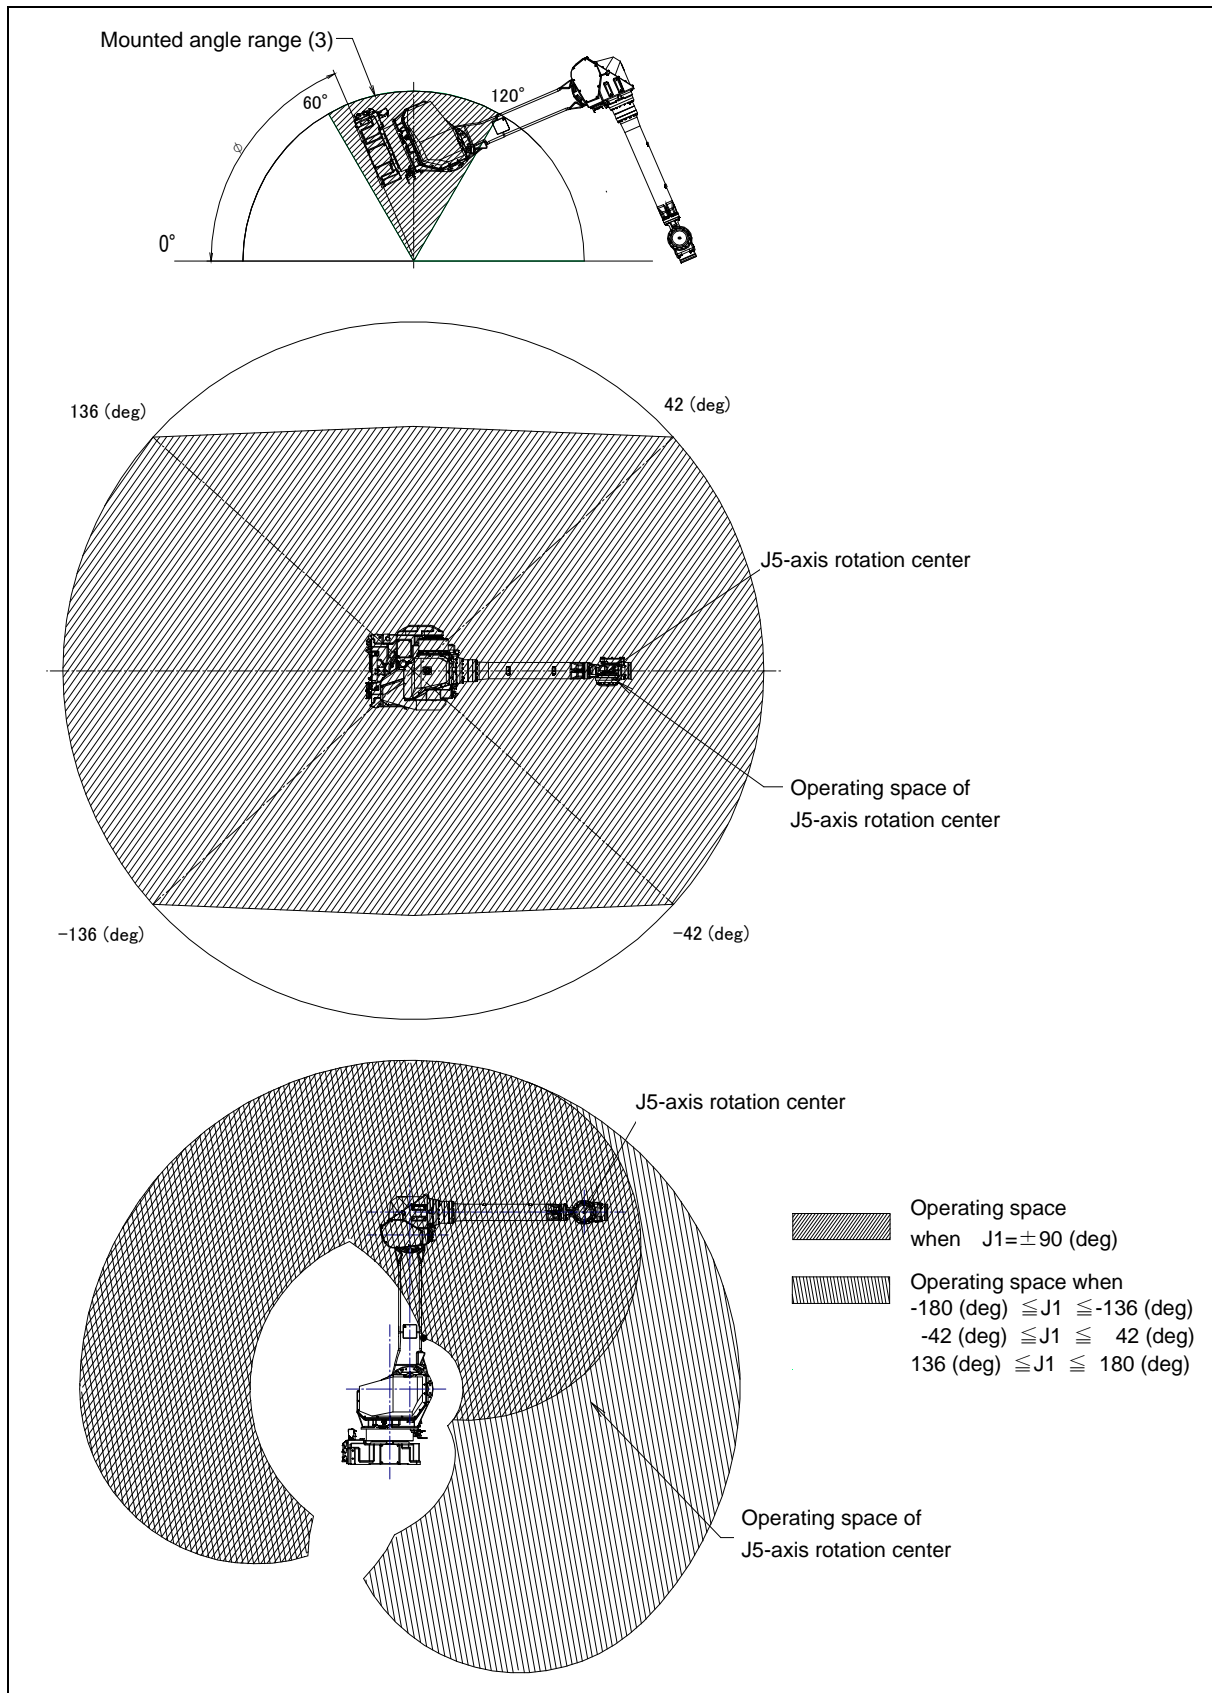 Mounted angle range (3)
60°
120°
φ
0°
136 (deg)
42 (deg)
J5-axis rotation center
Operating space of
J5-axis rotation center
-136 (deg)
-42 (deg)
J5-axis rotation center
Operating space
when J1=±90 (deg)
Operating space when
-180 (deg) ≦J1 ≦-136 (deg)
-42 (deg) ≦J1 ≦ 42 (deg)
136 (deg) ≦J1 ≦ 180 (deg)
Operating space of
J5-axis rotation center